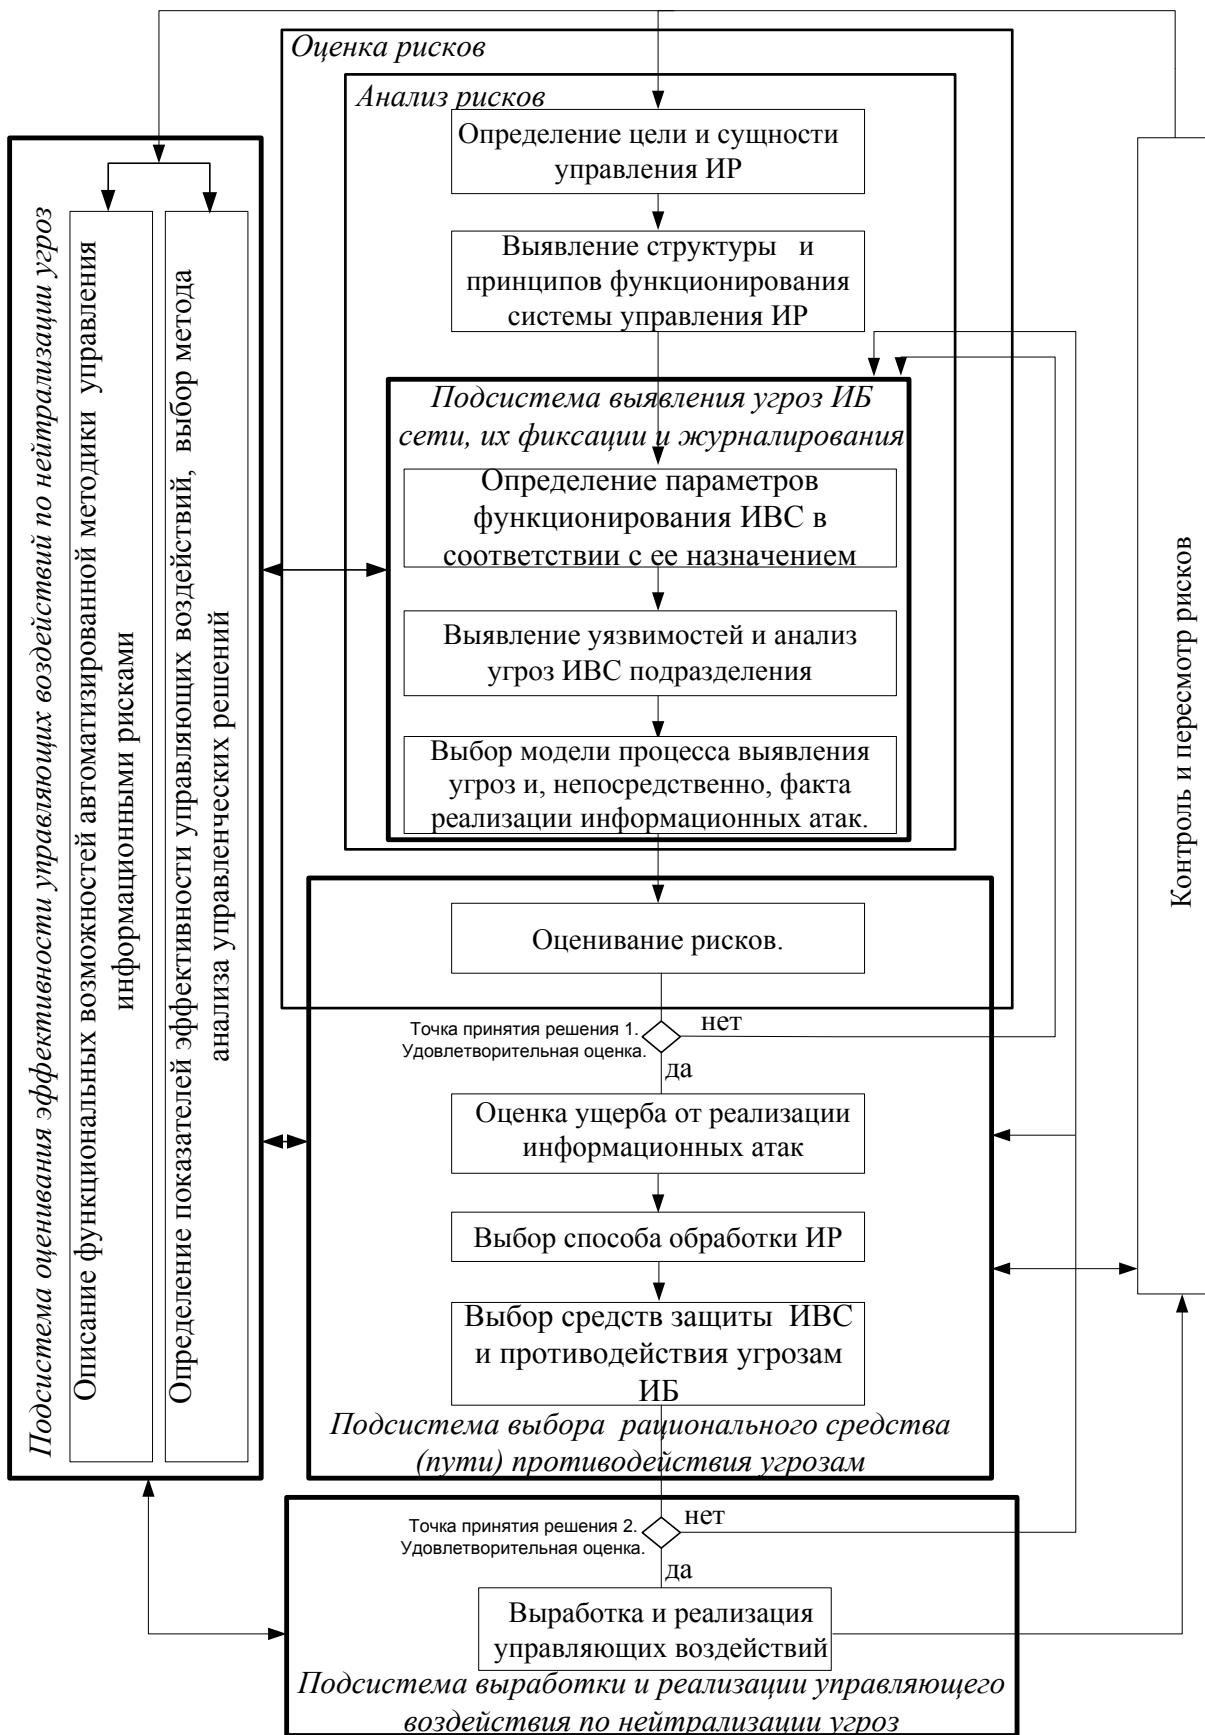 Оценка рисков
Анализ рисков
Определение цели и сущности
управления ИР
Выявление структуры и
принципов функционирования
системы управления ИР
Подсистема выявления угроз ИБ
сети, их фиксации и журналирования
Определение параметров
функционирования ИВС в
соответствии с ее назначением
Выявление уязвимостей и анализ
угроз ИВС подразделения
Выбор модели процесса выявления
угроз и, непосредственно, факта
реализации информационных атак.
Оценивание рисков.
Точка принятия решения 1.
Удовлетворительная оценка.
нет
да
Оценка ущерба от реализации
информационных атак
Выбор способа обработки ИР
Выбор средств защиты ИВС
и противодействия угрозам
ИБ
Подсистема выбора рационального средства
(пути) противодействия угрозам
Точка принятия решения 2.
Удовлетворительная оценка.
нет
да
Выработка и реализация
управляющих воздействий
Подсистема выработки и реализации управляющего
воздействия по нейтрализации угроз
Подсистема оценивания эффективности управляющих воздействий по нейтрализации угроз
Описание функциональных возможностей автоматизированной методики управления
информационными рисками
Определение показателей эффективности управляющих воздействий, выбор метода
анализа управленческих решений
Контроль и пересмотр рисков